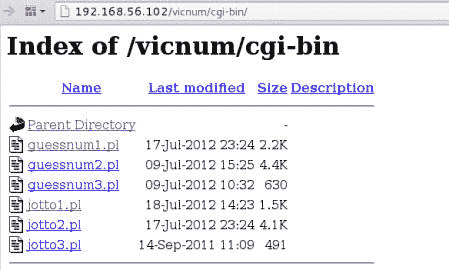 192.168.56.102/vicnum/cgi-bin/
Index of /vicnum/cgi-bin
Name Last modified Size Description
Parent Directory -
guessnum1.pl 17-Jul-2012 23:24 2.2K
guessnum2.pl 09-Jul-2012 15:25 4.4K
guessnum3.pl 09-Jul-2012 10:32 630
jotto1.pl 18-Jul-2012 14:23 1.5K
jotto2.pl 17-Jul-2012 23:24 4.1K
jotto3.pl 14-Sep-2011 11:09 491